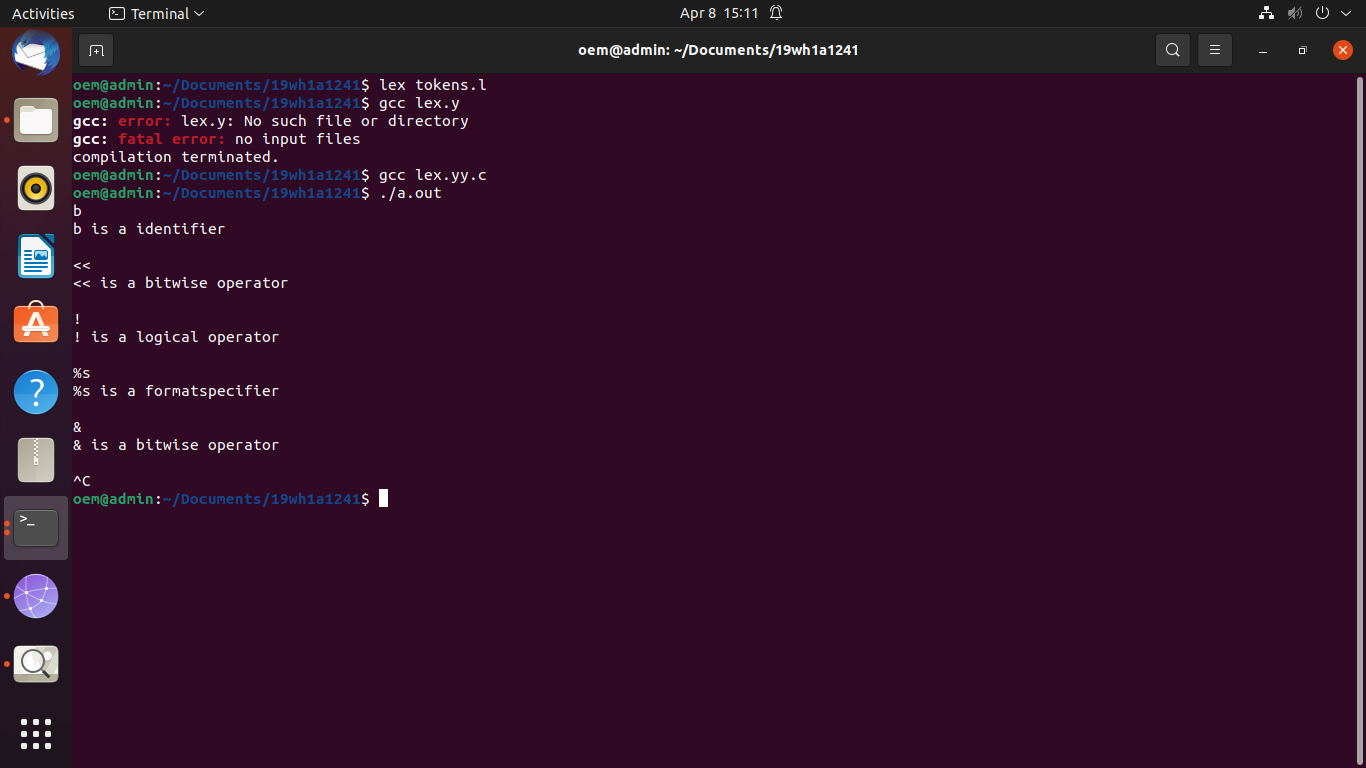 Activities
Terminal
Apr 8 15:11
oem@admin: ~/Documents/19wh1a1241
oem@admin:~/Documents/19wh1a1241$ lex tokens.l
oem@admin:~/Documents/19wh1a1241$ gcc lex.y
gcc: error: lex.y: No such file or directory
gcc: fatal error: no input files
compilation terminated.
oem@admin:~/Documents/19wh1a1241$ gcc lex.yy.c
oem@admin:~/Documents/19wh1a1241$ ./a.out
b
b is a identifier
<<
<< is a bitwise operator
!
! is a logical operator
%s
%s is a formatspecifier
&
& is a bitwise operator
^C
oem@admin:~/Documents/19wh1a1241$